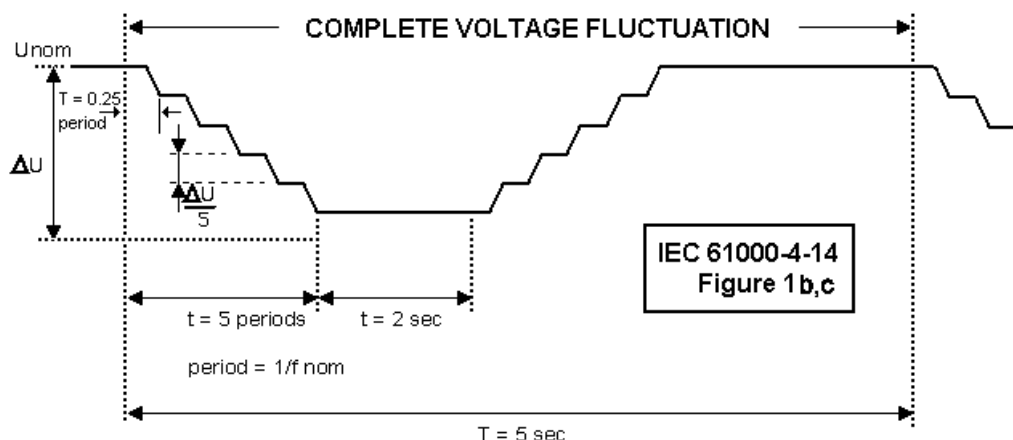 COMPLETE VOLTAGE FLUCTUATION
Unom
T = 0.25
period
ΔU
ΔU
5
IEC 61000-4-14
Figure 1b,c
t = 5 periods
t = 2 sec
period = 1/f nom
T = 5 sec